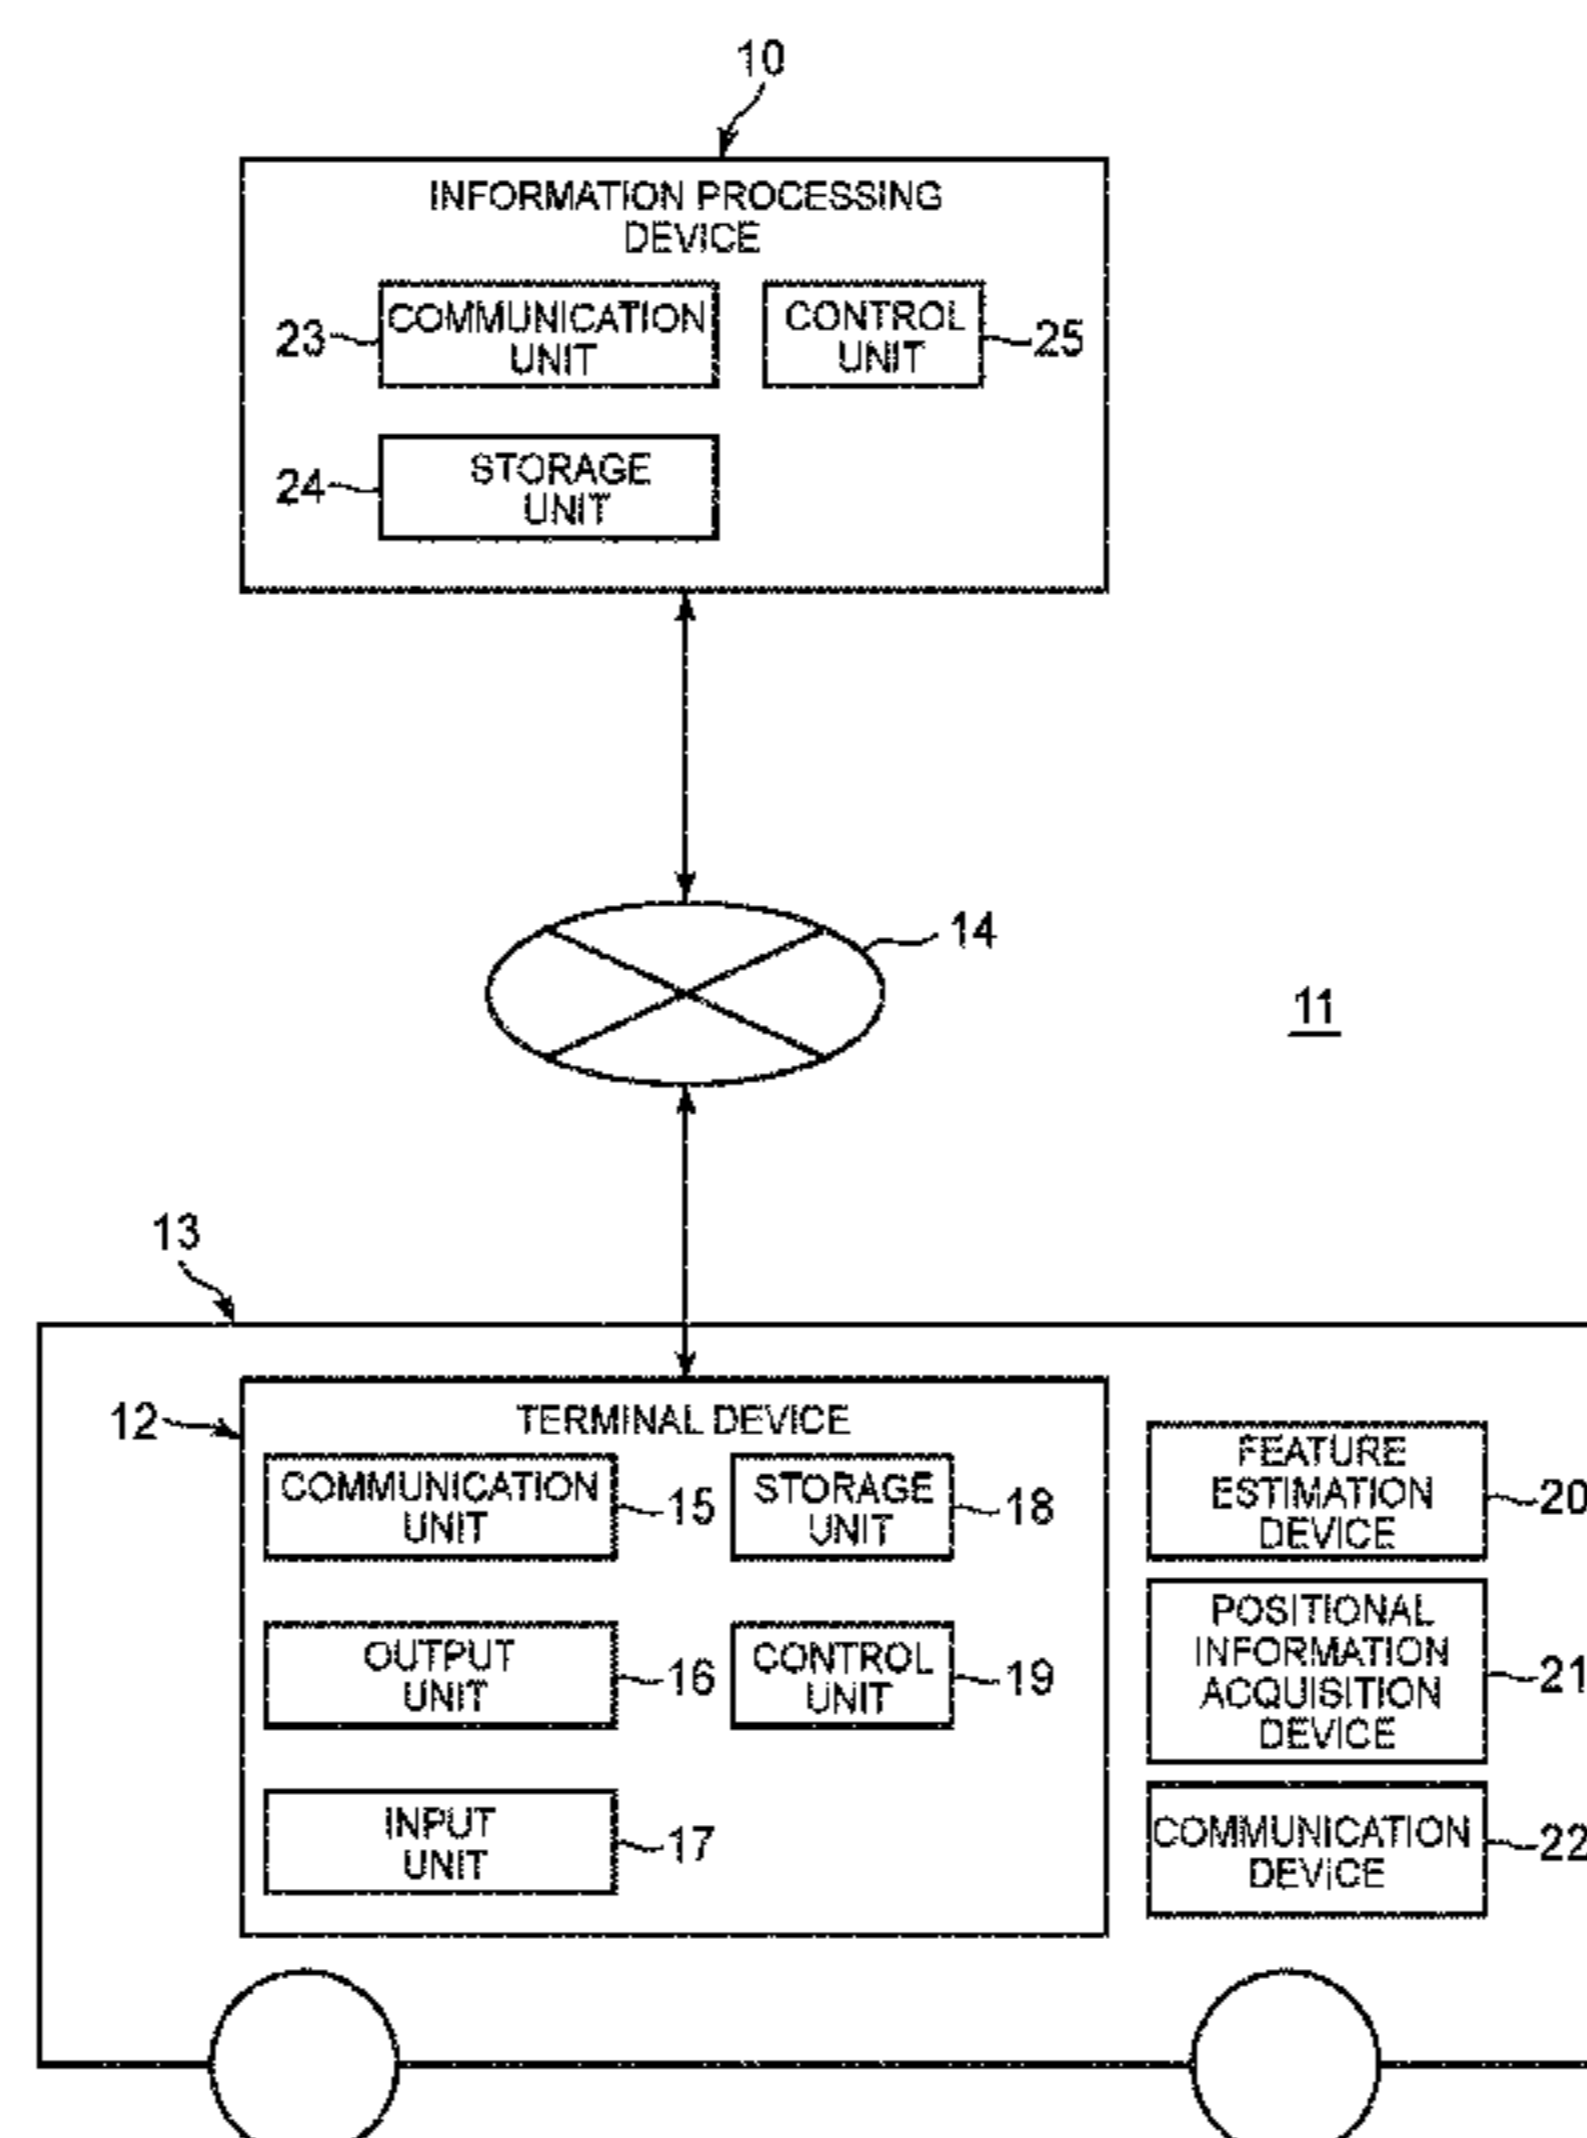 10
INFORMATION PROCESSING
DEVICE
23
COMMUNICATION
UNIT
CONTROL
UNIT
25
24
STORAGE
UNIT
14
11
13
12
TERMINAL DEVICE
COMMUNICATION
UNIT
15
STORAGE
UNIT
18
OUTPUT
UNIT
16
CONTROL
UNIT
19
INPUT
UNIT
17
FEATURE
ESTIMATION
DEVICE
20
POSITIONAL
INFORMATION
ACQUISITION
DEVICE
21
COMMUNICATION
DEVICE
22